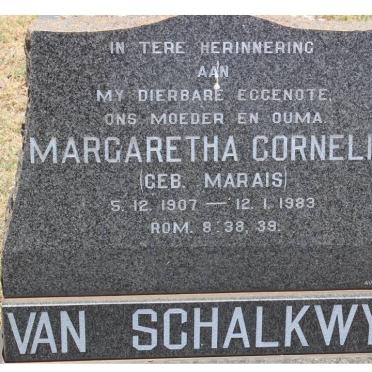 IN TERE HERINNERING
AAN
MY DIERBARE EGGENOTE,
ONS MOEDER EN OUMA.
MARGARETHA CORNELI
(GEB. MARAIS)
5. 12. 1907 — 12. 1. 1983
ROM. 8: 38, 39.
VAN SCHALKWY